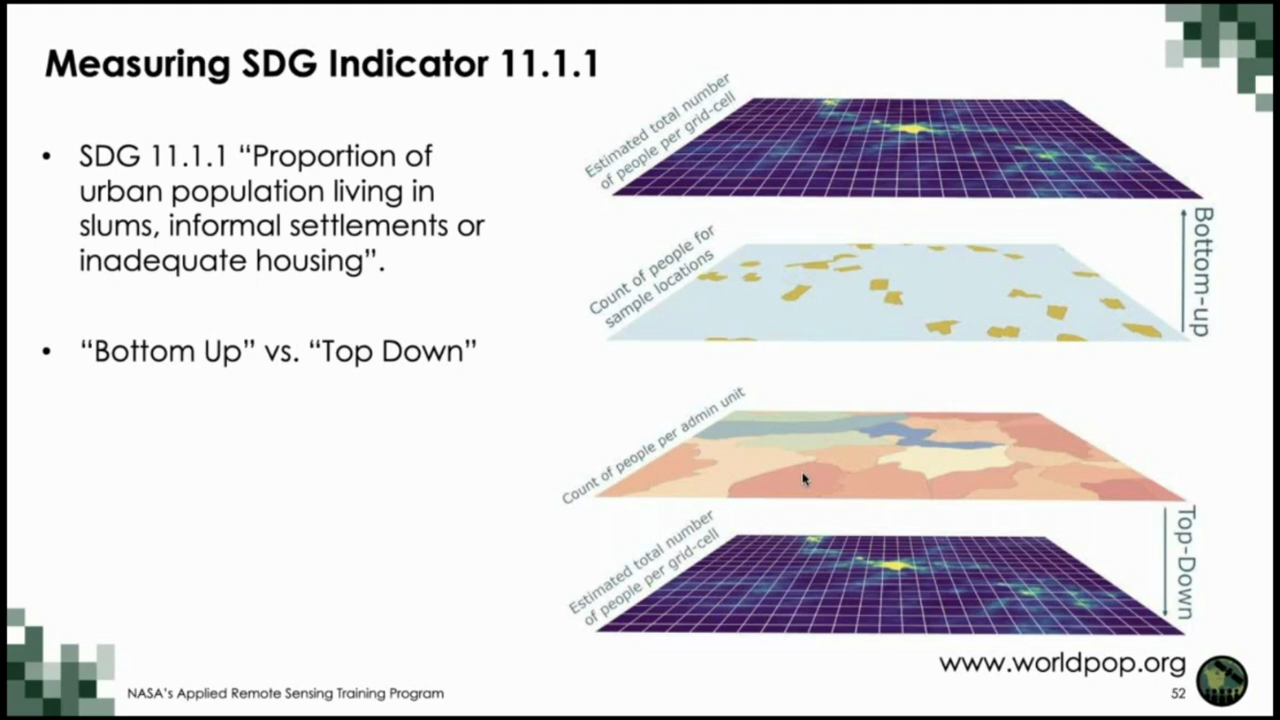 Measuring SDG Indicator 11.1.1
• SDG 11.1.1 “Proportion of
urban population living in
slums, informal settlements or
inadequate housing”.
• “Bottom Up” vs. “Top Down”
Estimated total number
of people per grid-cell
Count of people for
sample locations
Bottom-up
Count of people per admin unit
Estimated total number
of people per grid-cell
Top-Down
www.worldpop.org
NASA's Applied Remote Sensing Training Program
52